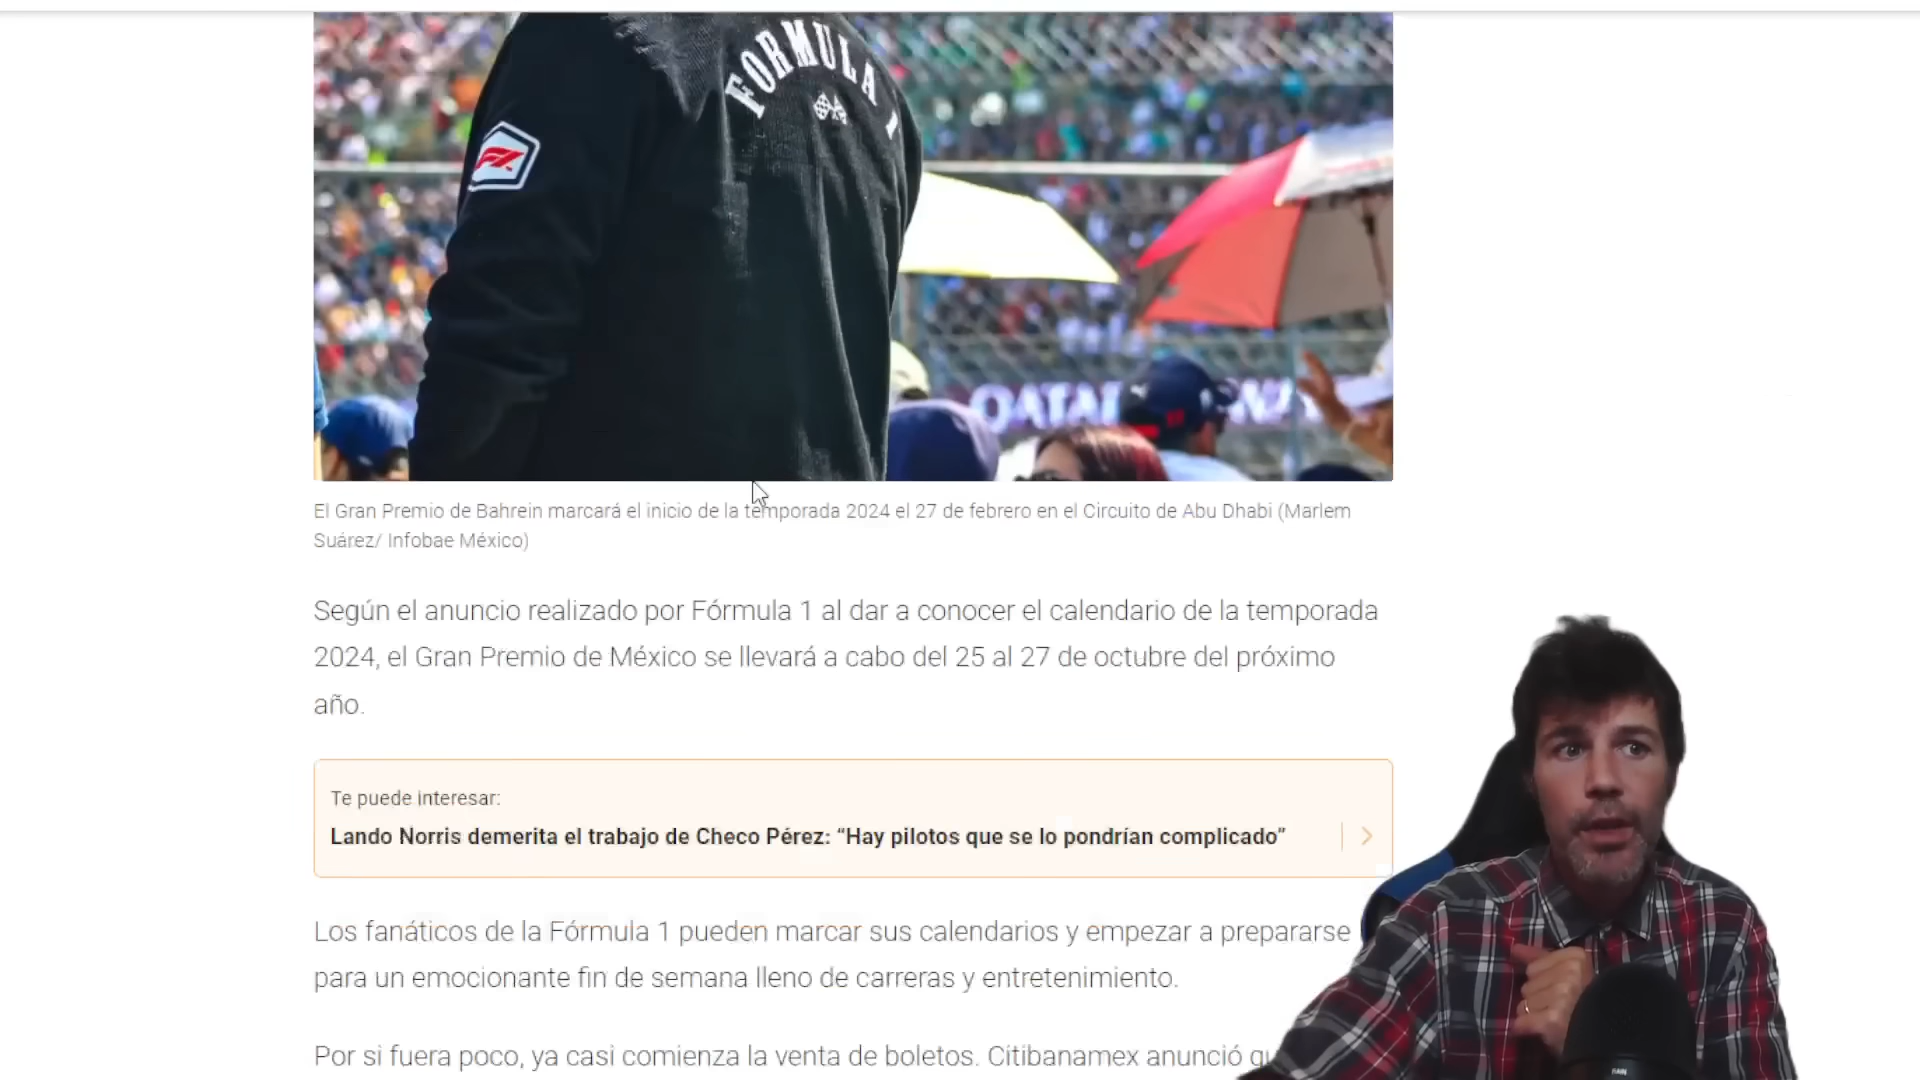 FORMULA 1
F1
QATAR
El Gran Premio de Bahrein marcará el inicio de la temporada 2024 el 27 de febrero en el Circuito de Abu Dhabi (Marlem
Suárez/ Infobae México)
Según el anuncio realizado por Fórmula 1 al dar a conocer el calendario de la temporada
2024, el Gran Premio de México se llevará a cabo del 25 al 27 de octubre del próximo
año.
Te puede interesar:
Lando Norris demerita el trabajo de Checo Pérez: “Hay pilotos que se lo pondrían complicado”
Los fanáticos de la Fórmula 1 pueden marcar sus calendarios y empezar a prepararse
para un emocionante fin de semana lleno de carreras y entretenimiento.
Por si fuera poco, ya casi comienza la venta de boletos. Citibanamex anunció